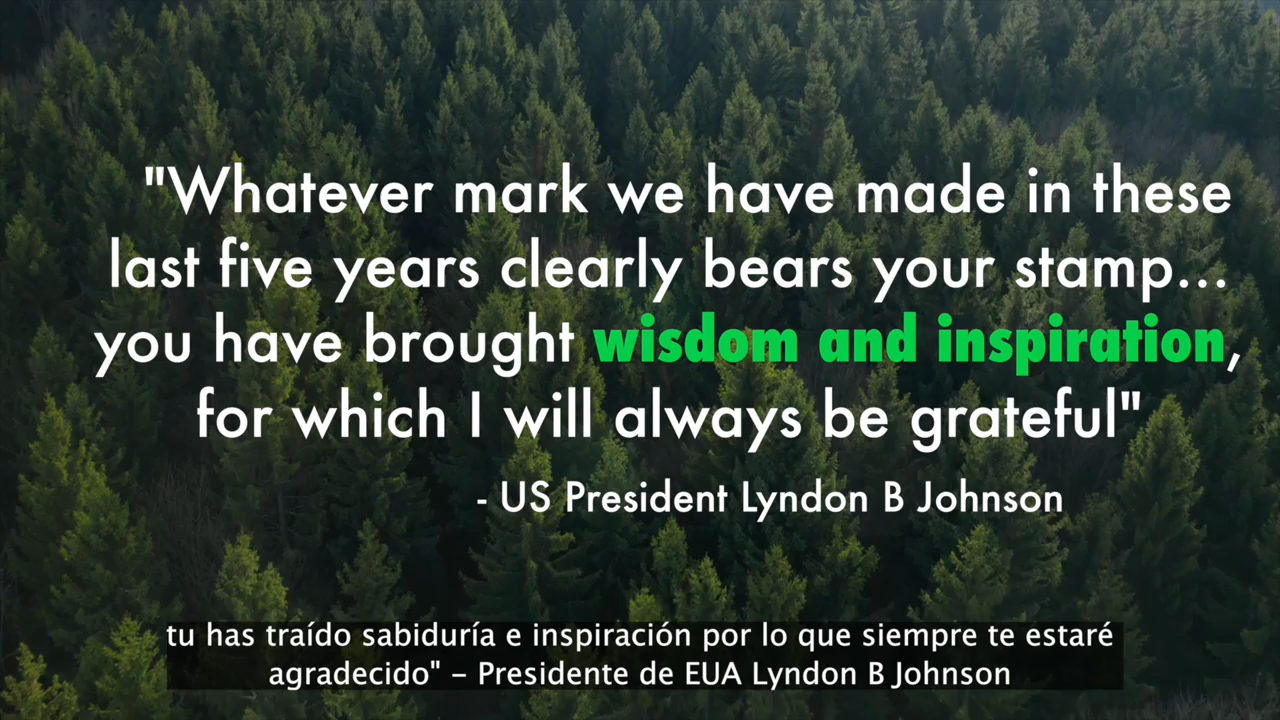 "Whatever mark we have made in these
last five years clearly bears your stamp...
you have brought wisdom and inspiration,
for which I will always be grateful"
- US President Lyndon B Johnson
tu has traído sabiduría e inspiración por lo que siempre te estaré
agradecido" – Presidente de EUA Lyndon B Johnson